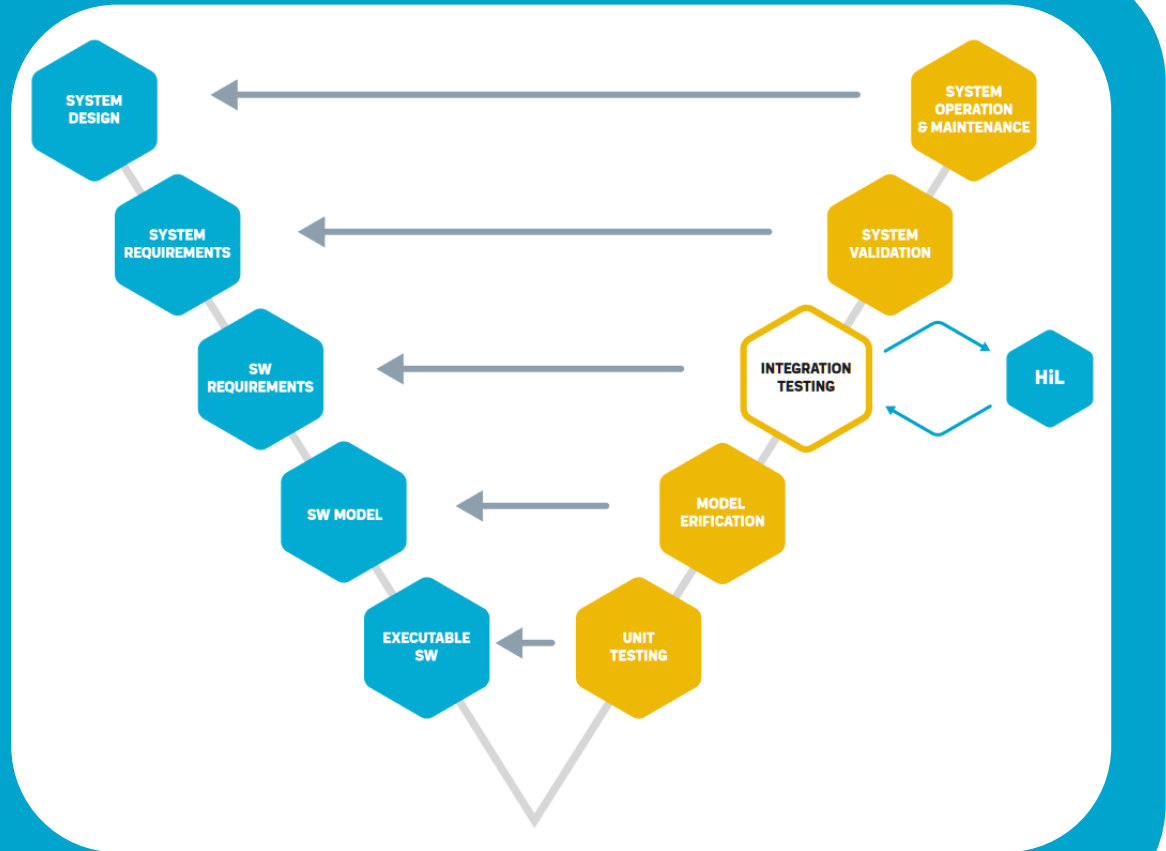 SYSTEM
DESIGN
SYSTEM
OPERATION
& MAINTENANCE
SYSTEM
REQUIREMENTS
SYSTEM
VALIDATION
SW
REQUIREMENTS
INTEGRATION
TESTING
HiL
SW MODEL
MODEL
ERIFICATION
EXECUTABLE
SW
UNIT
TESTING